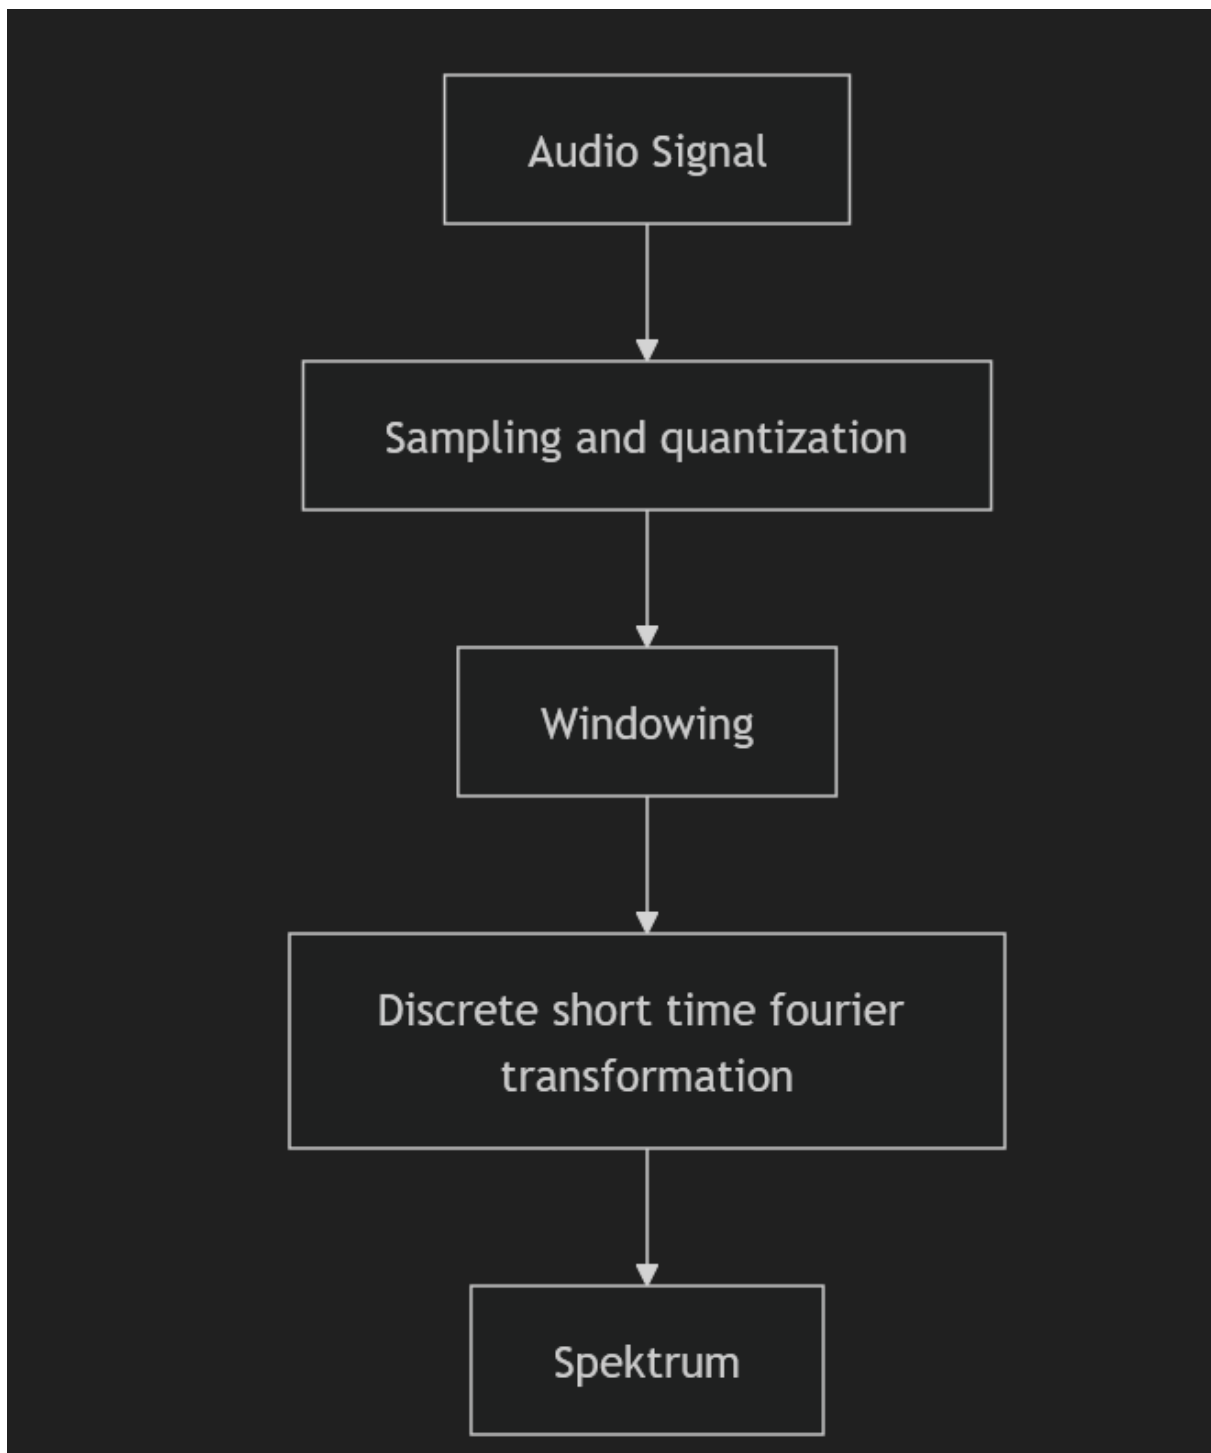 Audio Signal
Sampling and quantization
Windowing
Discrete short time fourier
transformation
Spektrum